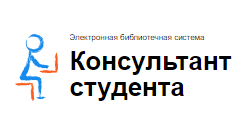 Электронная библиотечная система
Консультант
студента